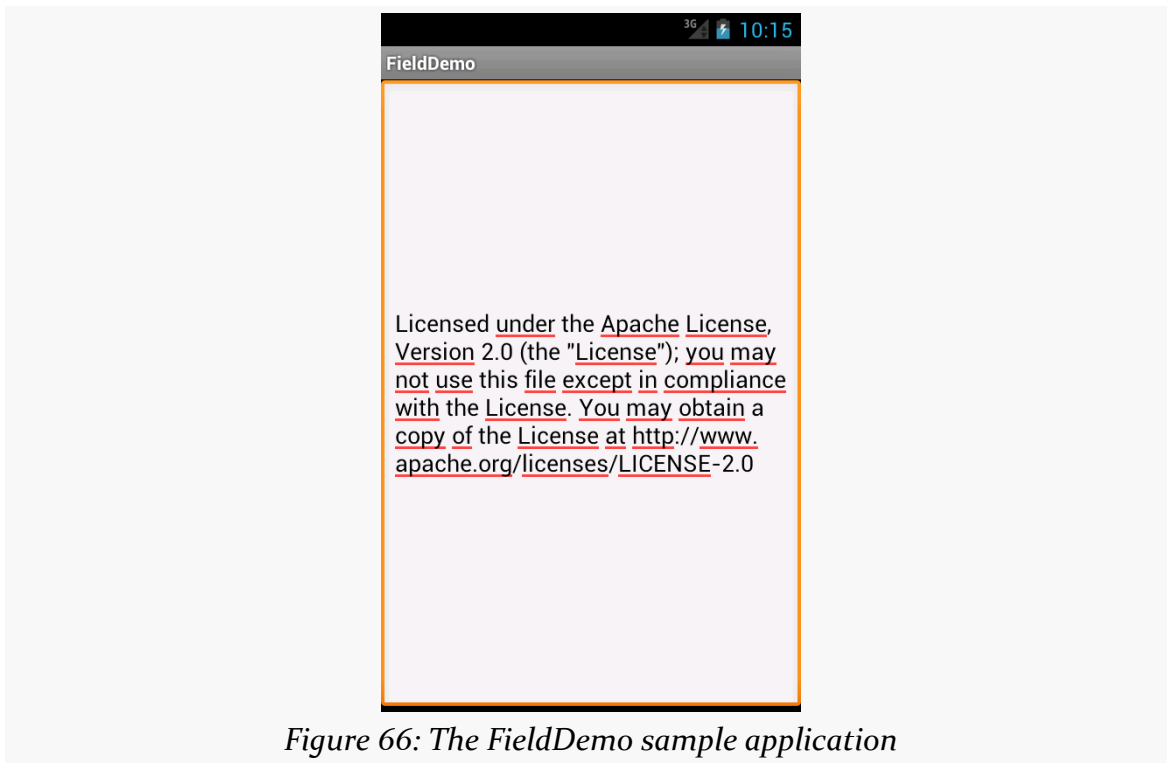 3G 10:15
FieldDemo
Licensed under the Apache License,
Version 2.0 (the "License"); you may
not use this file except in compliance
with the License. You may obtain a
copy of the License at http://www.
apache.org/licenses/LICENSE-2.0
Figure 66: The FieldDemo sample application